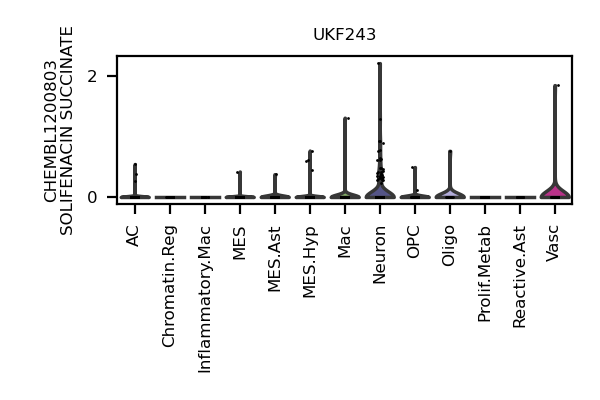 UKF243
CHEMBL1200803
SOLIFENACIN SUCCINATE
2
0
AC
Chromatin.Reg
Inflammatory.Mac
MES
MES.Ast
MES.Hyp
Mac
Neuron
OPC
Oligo
Prolif.Metab
Reactive.Ast
Vasc